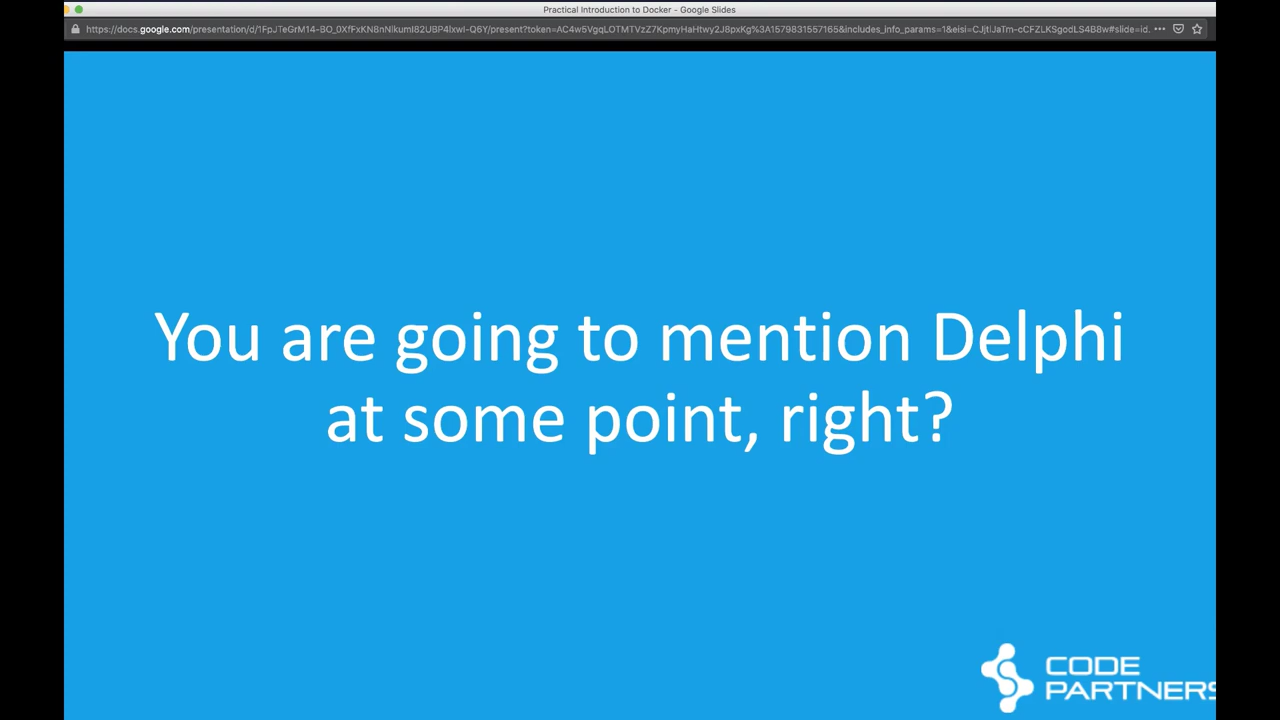 Practical Introduction to Docker - Google Slides
You are going to mention Delphi
at some point, right?
CODE
PARTNERS